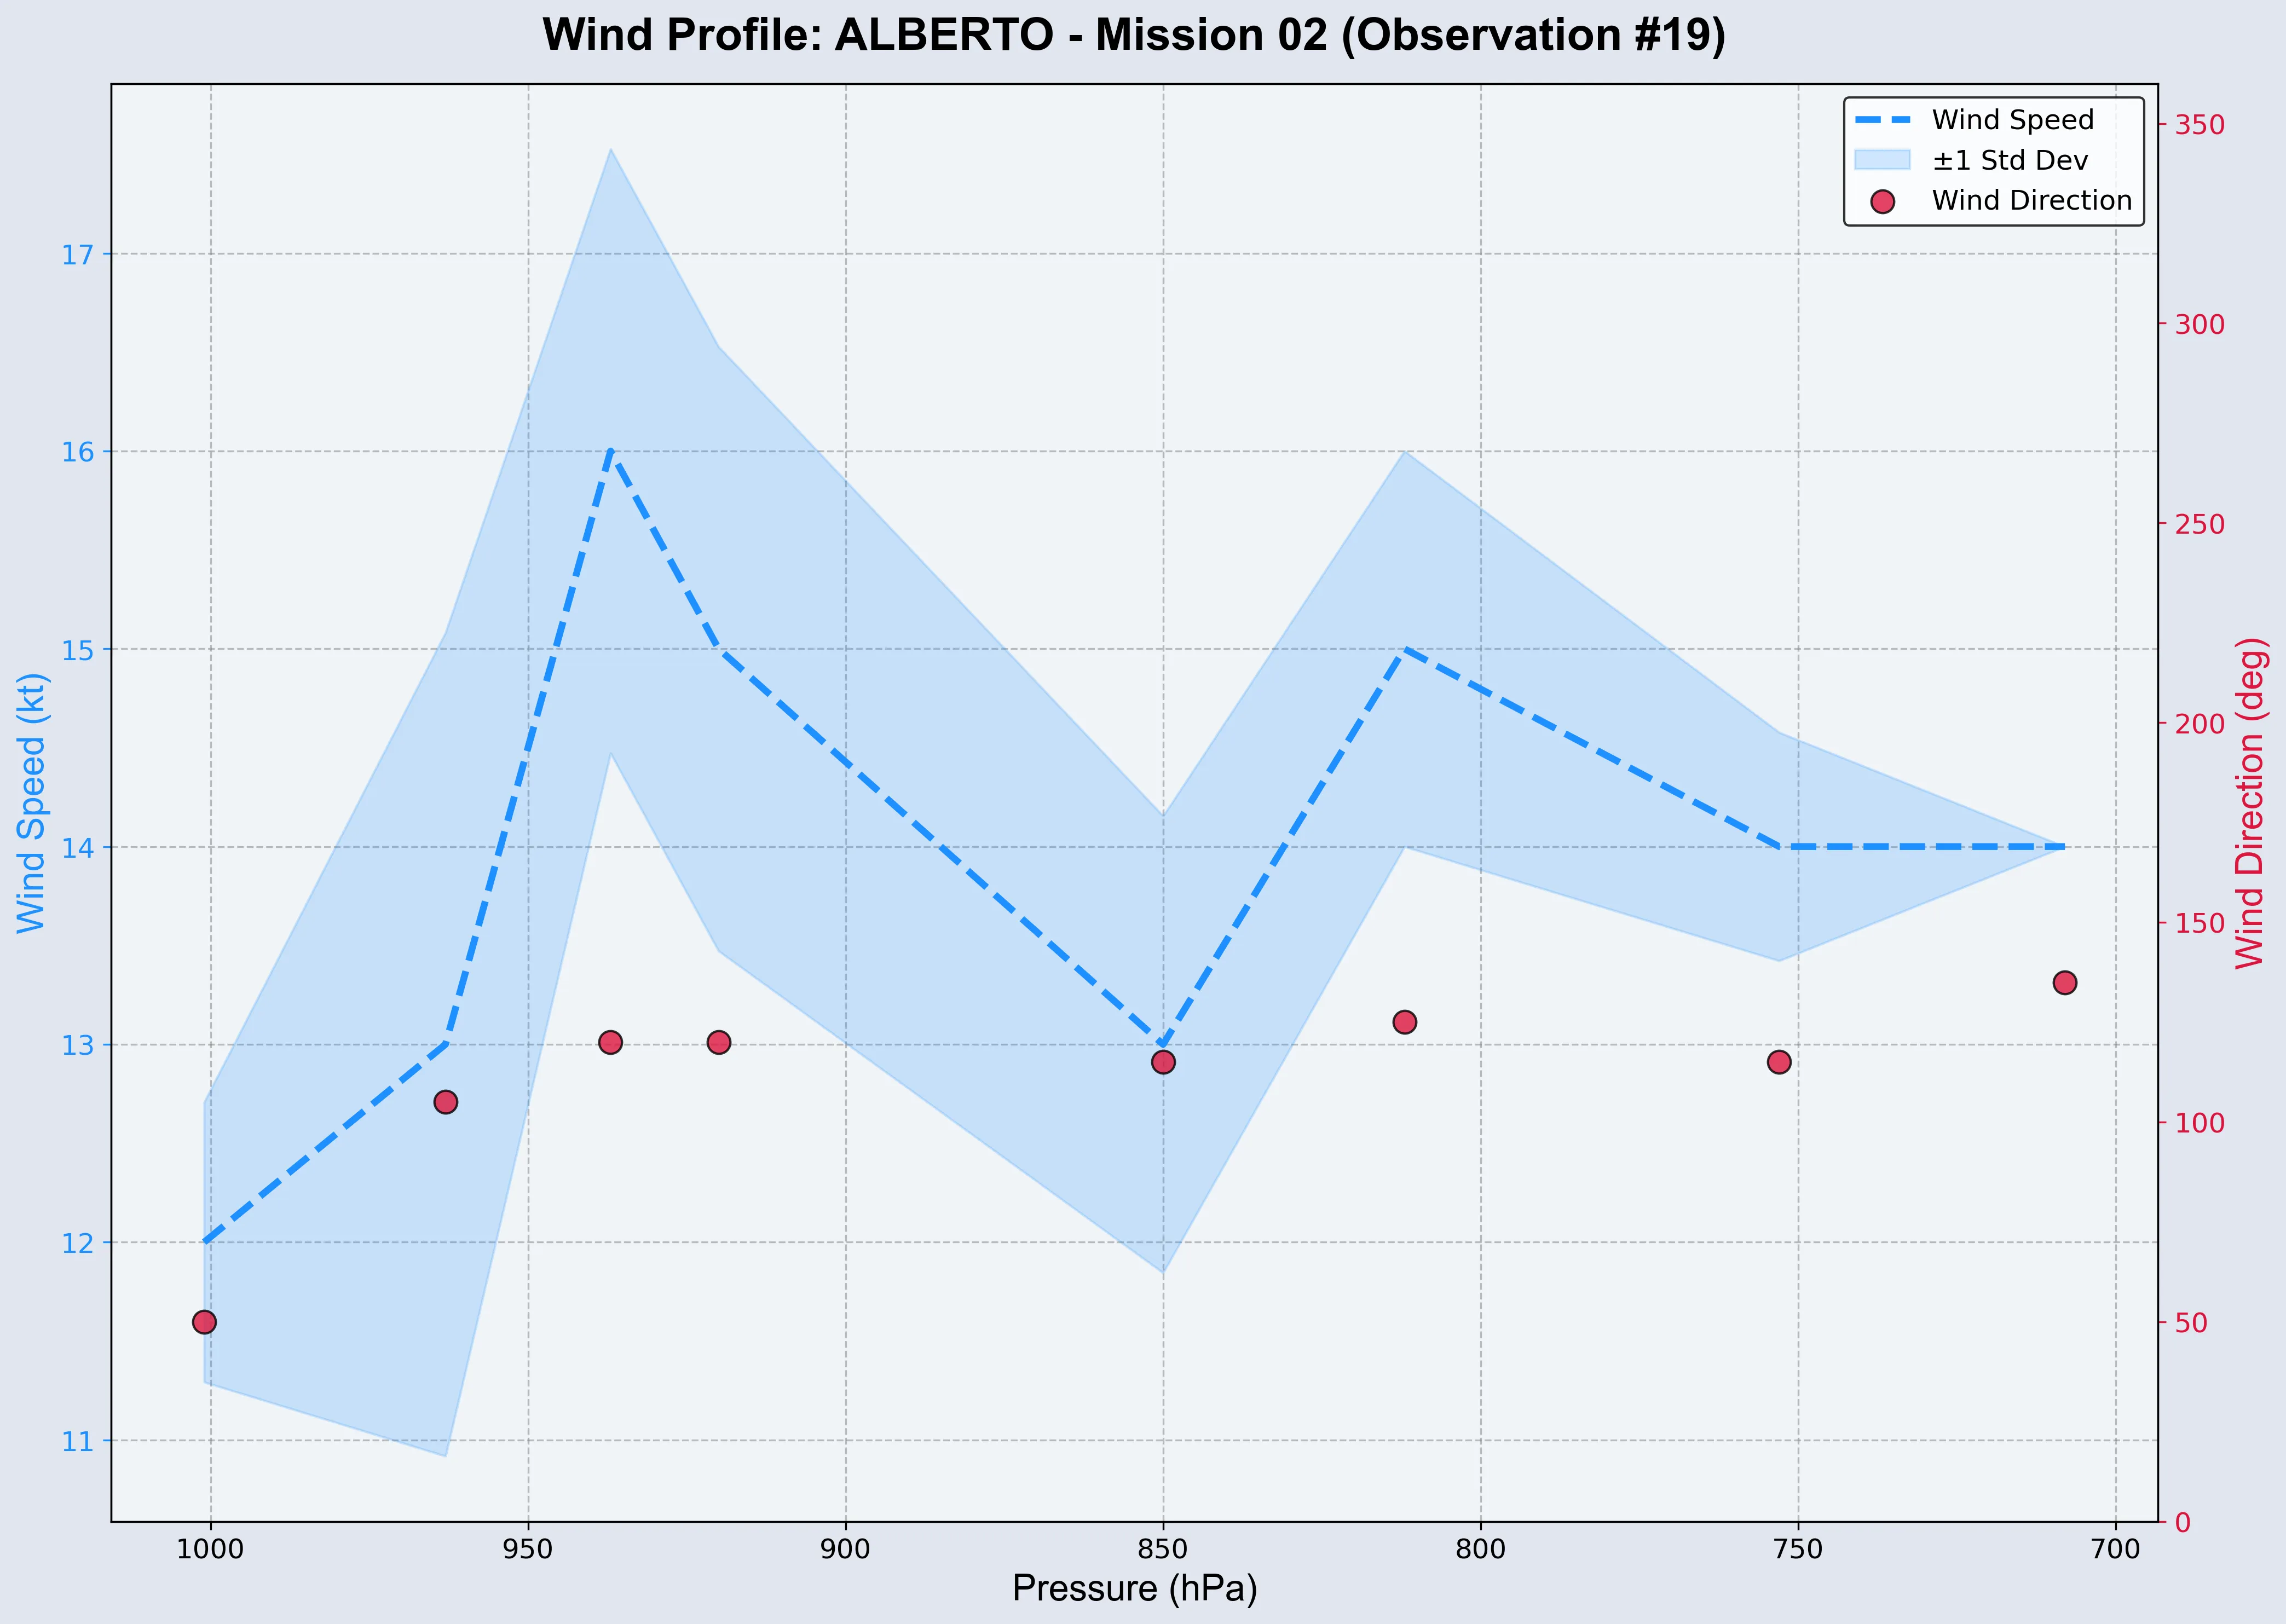 Wind Profile: ALBERTO - Mission 02 (Observation #19)
Wind Speed
±1 Std Dev
Wind Direction
17
16
15
14
13
12
11
Wind Speed (kt)
350
300
250
200
150
100
50
0
Wind Direction (deg)
1000 950 900 850 800 750 700
Pressure (hPa)